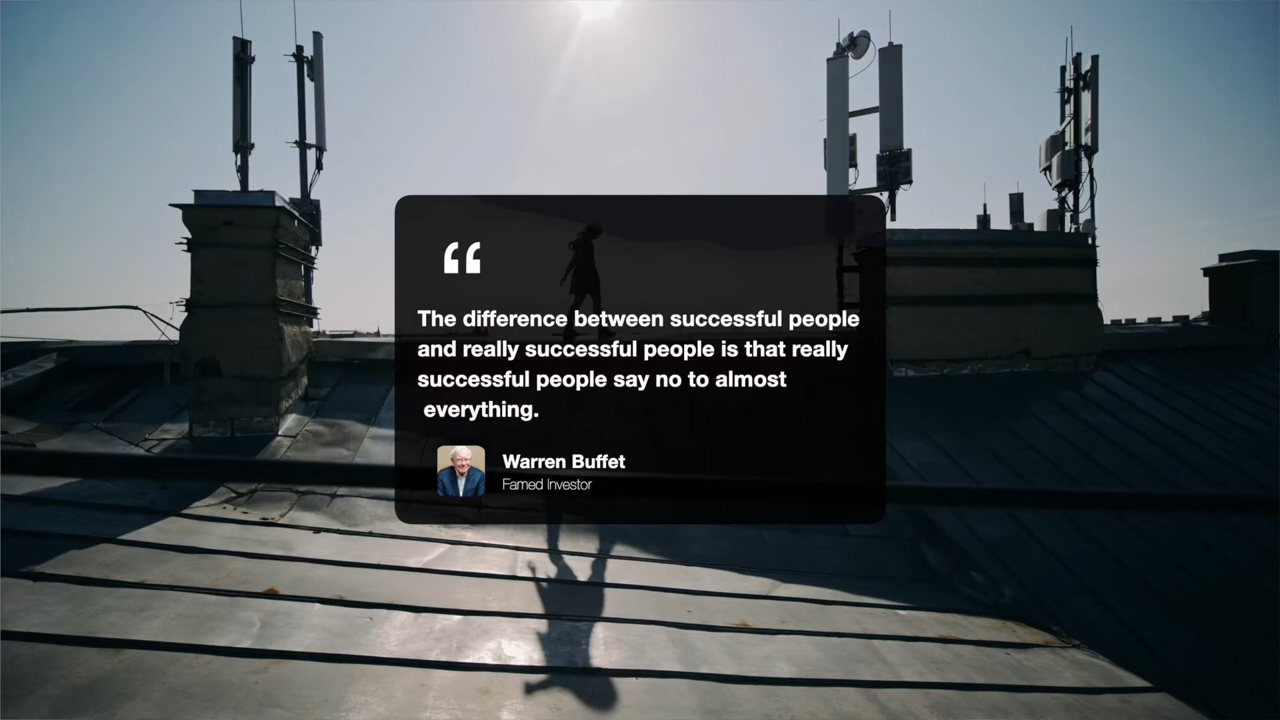 “
The difference between successful people
and really successful people is that really
successful people say no to almost
everything.
Warren Buffet
Famed Investor